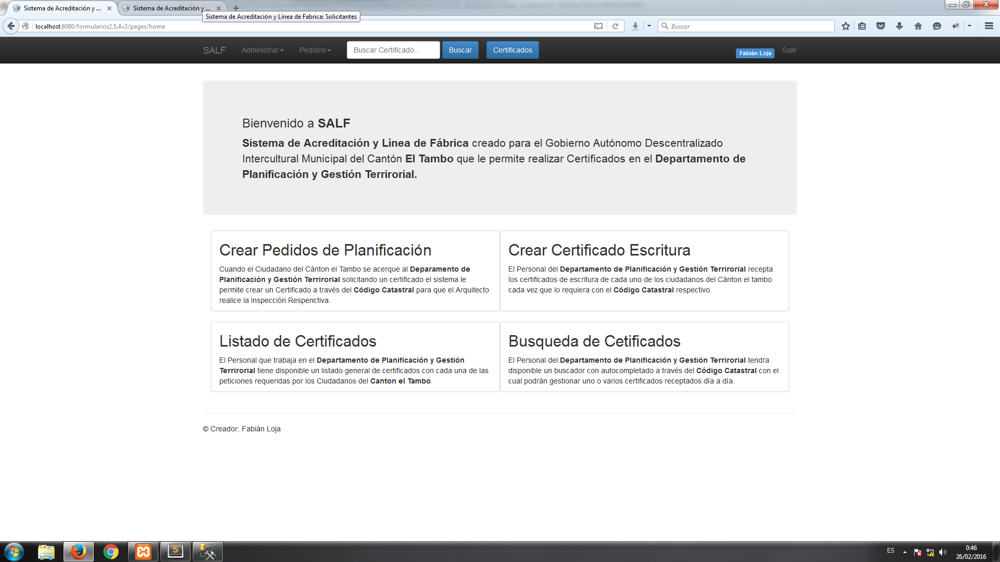 Sistema de Acreditación y ...
Sistema de Acreditación y ...
Sistema de Acreditación y Línea de Fabrica: Solicitantes
localhost:8080/formularios2.5.4v3/pages/home
Buscar
SALF
Administrar
Pedidos
Buscar Certificado...
Buscar
Certificados
Fabián Loja
Salir
Bienvenido a SALF
Sistema de Acreditación y Línea de Fábrica creado para el Gobierno Autónomo Descentralizado
Intercultural Municipal del Cantón El Tambo que le permite realizar Certificados en el Departamento de
Planificación y Gestión Terrirorial.
Crear Pedidos de Planificación
Cuando el Ciudadano del Cánton el Tambo se acerque al Deparamento de
Planificación y Gestión Terrirorial solicitando un certificado el sistema le
permite crear un Certificado a través del Código Catastral para que el Arquitecto
realice la Inspección Respenctiva.
Crear Certificado Escritura
El Personal del Departamento de Planificación y Gestión Terrirorial recepta
los certificados de escritura de cada uno de los ciudadanos del Cánton el tambo
cada vez que lo requiera con el Código Catastral respectivo.
Listado de Certificados
El Personal que trabaja en el Departamento de Planificación y Gestión
Terrirorial tiene disponible un listado general de certificados con cada una de las
peticiones requeridas por los Ciudadanos del Canton el Tambo.
Busqueda de Cetificados
El Personal del Departamento de Planificación y Gestión Terrirorial tendra
disponible un buscador con autocompletado a través del Código Catastral con el
cual podrán gestionar uno o varios certificados receptados día a día.
© Creador: Fabián Loja
ES
0:46
26/02/2016